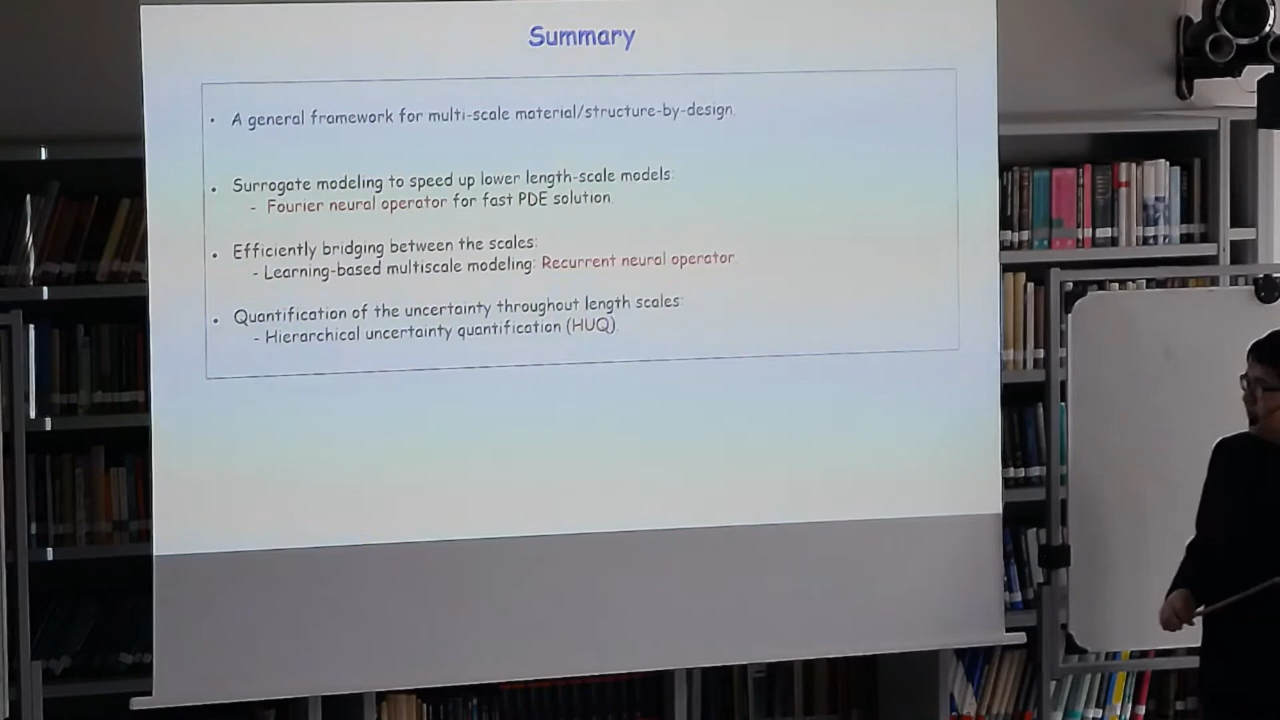 Summary
• A general framework for multi-scale material/structure-by-design.
• Surrogate modeling to speed up lower length-scale models:
- Fourier neural operator for fast PDE solution.
• Efficiently bridging between the scales:
- Learning-based multiscale modeling: Recurrent neural operator.
• Quantification of the uncertainty throughout length scales:
- Hierarchical uncertainty quantification (HUQ).